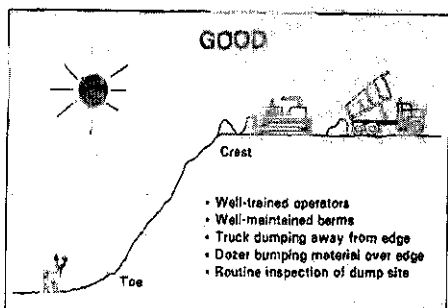 GOOD
Crest
• Well-trained operators
• Well-maintained berms
• Truck dumping away from edge
• Dozer bumping material over edge
• Routine inspection of dump site
Toe